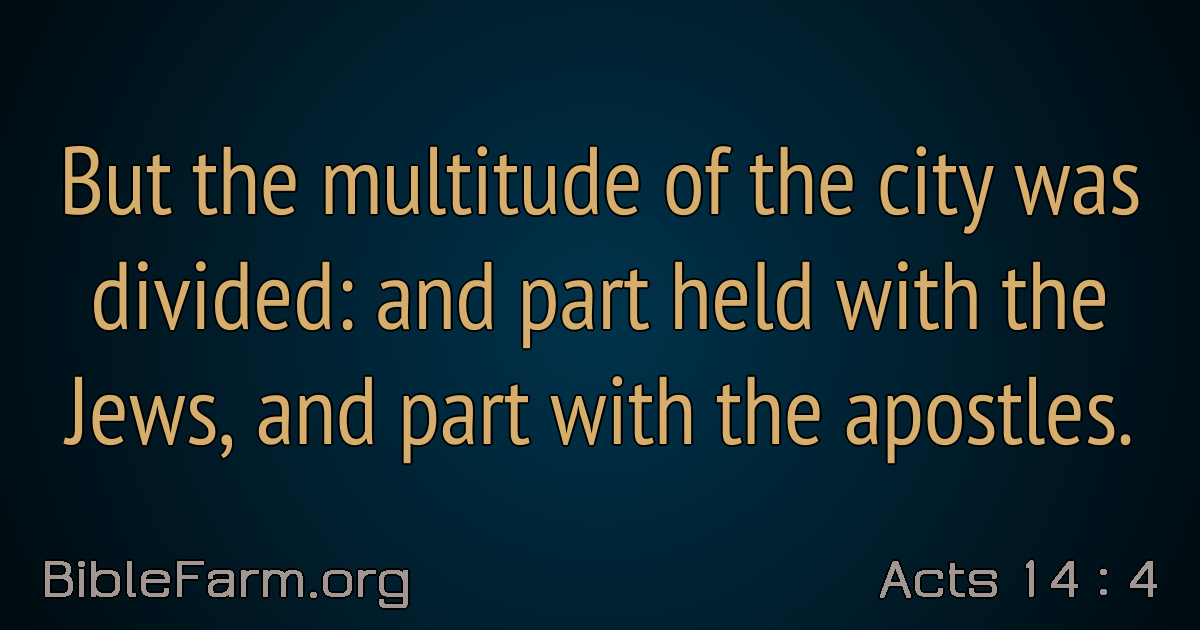 But the multitude of the city was
divided: and part held with the
Jews, and part with the apostles.
BibleFarm.org
Acts 14 : 4